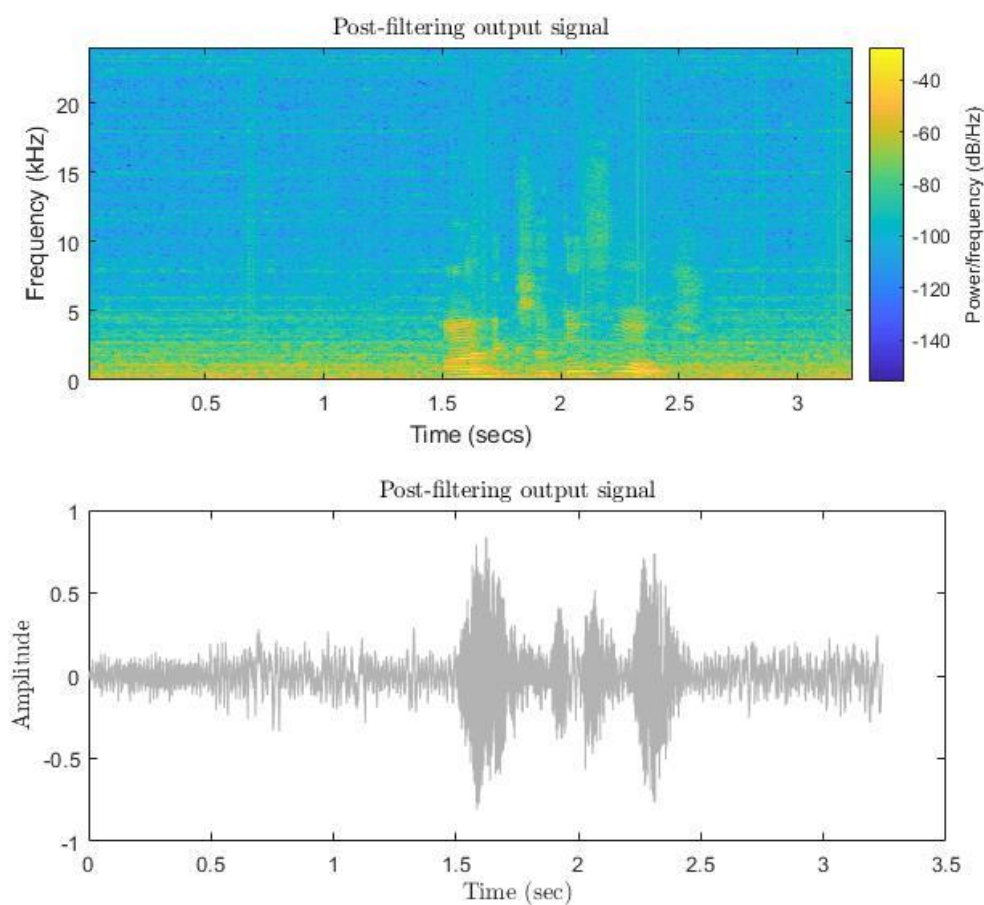 Post-filtering output signal
20
15
10
5
0
Frequency (kHz)
0.5 1 1.5 2 2.5 3
Time (secs)
-40
-60
-80
-100
-120
-140
Power/frequency (dB/Hz)
Post-filtering output signal
1
0.5
0
-0.5
-1
Amplitude
0 0.5 1 1.5 2 2.5 3 3.5
Time (sec)